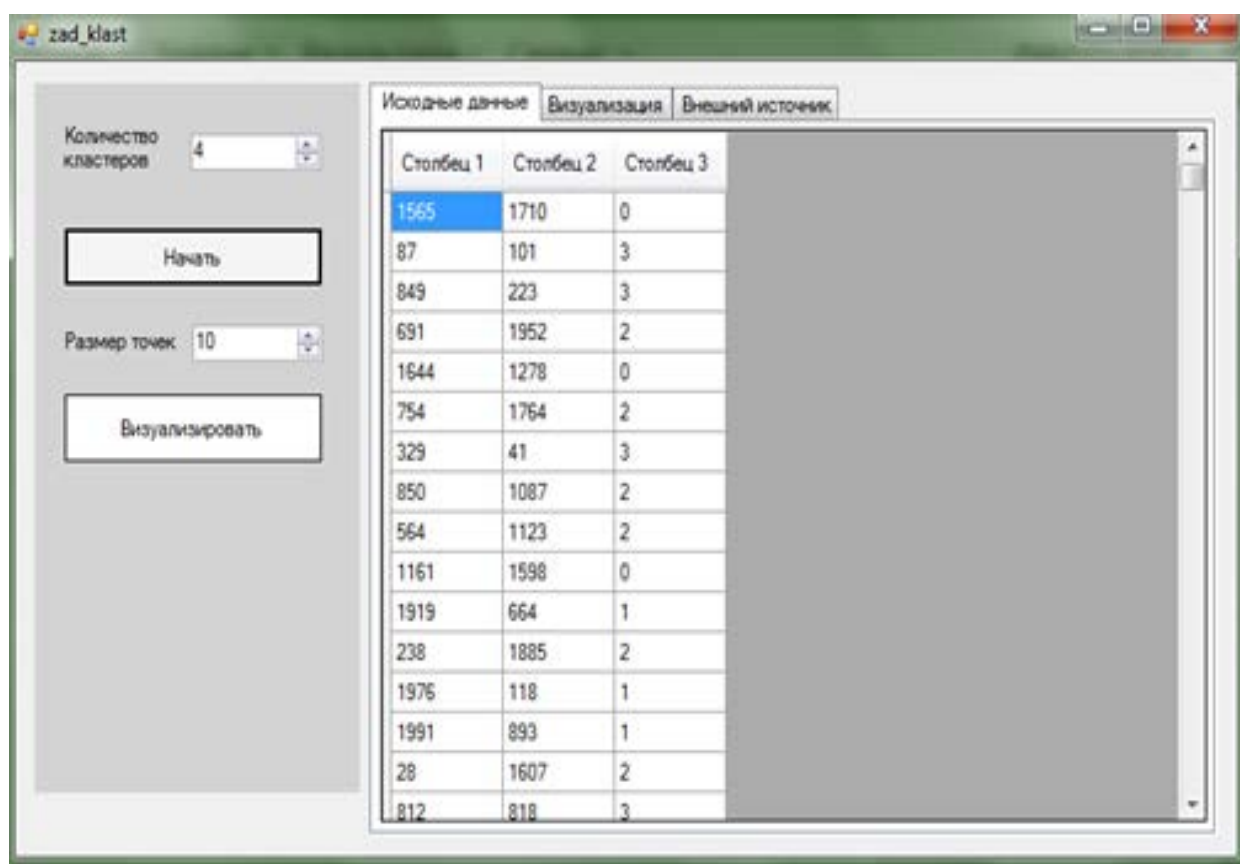 zad_klast
Количество
кластеров
4
Начать
Размер точек 10
Визуализировать
Исходные данные Визуализация Внешний источник
Столбец 1 Столбец 2 Столбец 3
1565 1710 0
87 101 3
849 223 3
691 1952 2
1644 1278 0
754 1764 2
329 41 3
850 1087 2
564 1123 2
1161 1598 0
1919 664 1
238 1885 2
1976 118 1
1991 893 1
28 1607 2
812 818 3